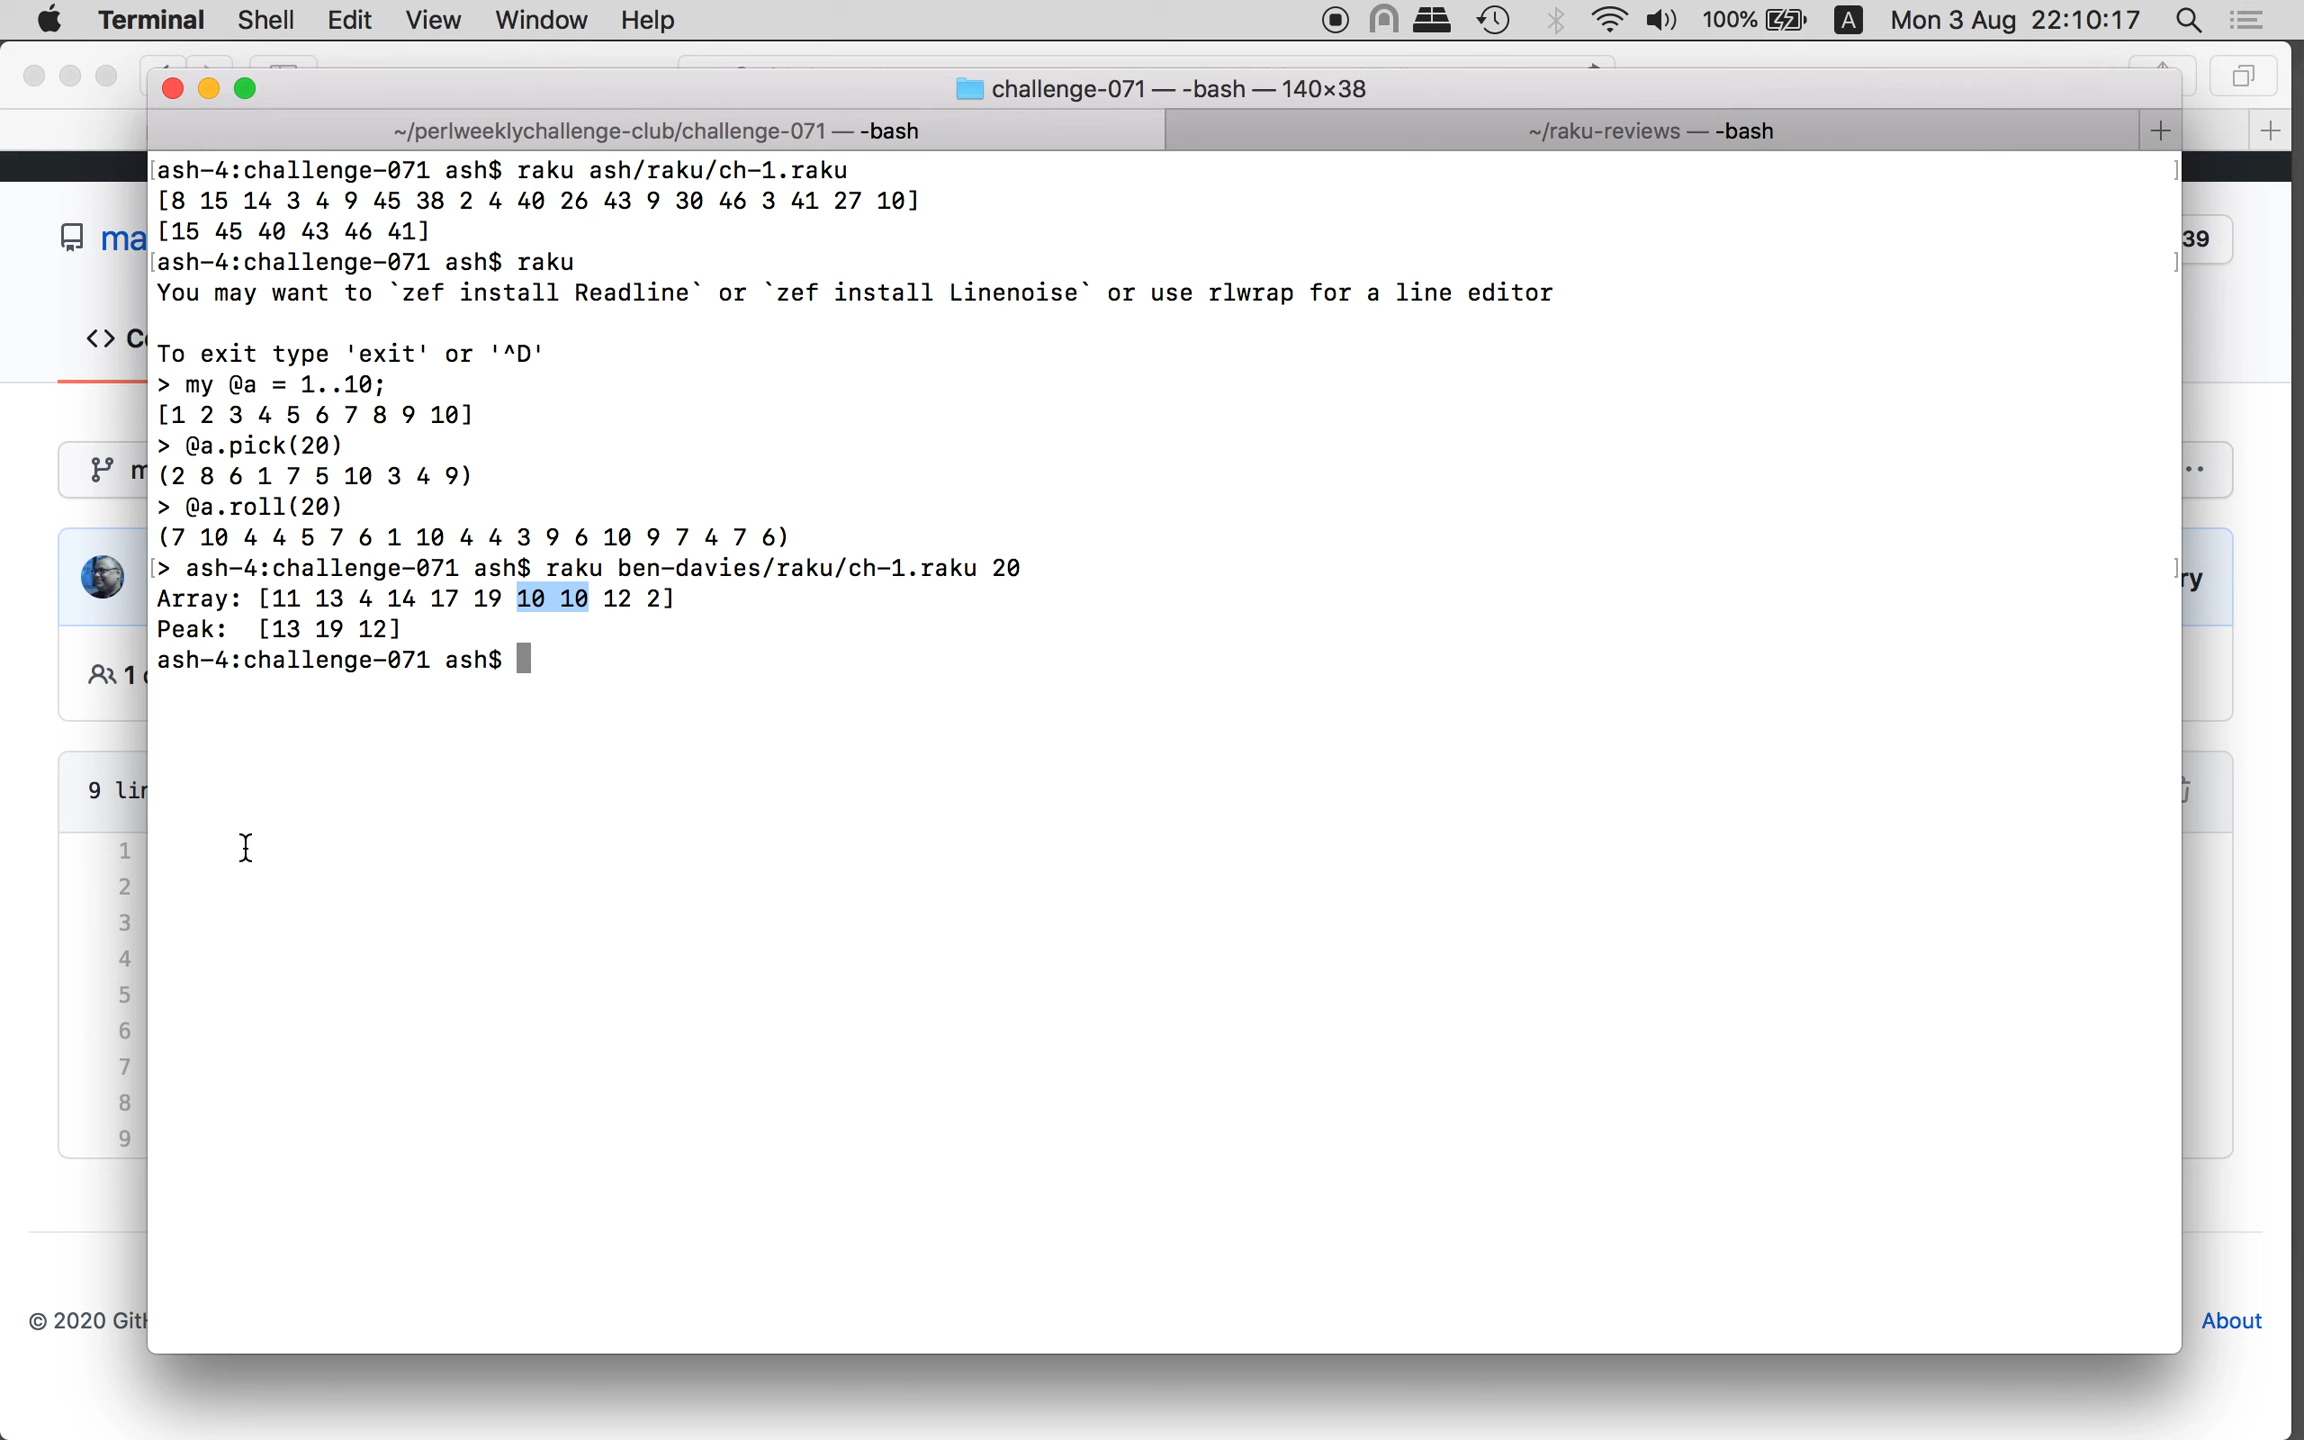 Terminal Shell Edit View Window Help 100% A Mon 3 Aug 22:10:17
challenge-071 — -bash — 140×38
~/perlweeklychallenge-club/challenge-071 — -bash ~/raku-reviews — -bash
[ash-4:challenge-071 ash$ raku ash/raku/ch-1.raku ]
[8 15 14 3 4 9 45 38 2 4 40 26 43 9 30 46 3 41 27 10]
[15 45 40 43 46 41]
[ash-4:challenge-071 ash$ raku ]
You may want to `zef install Readline` or `zef install Linenoise` or use rlwrap for a line editor
To exit type 'exit' or '^D'
> my @a = 1..10;
[1 2 3 4 5 6 7 8 9 10]
> @a.pick(20)
(2 8 6 1 7 5 10 3 4 9)
> @a.roll(20)
(7 10 4 4 5 7 6 1 10 4 4 3 9 6 10 9 7 4 7 6)
[> ash-4:challenge-071 ash$ raku ben-davies/raku/ch-1.raku 20 ]
Array: [11 13 4 14 17 19 10 10 12 2]
Peak: [13 19 12]
ash-4:challenge-071 ash$
ma
39
<> C
m
ry
1
9 lin
1
2
3
4
5
6
7
8
9
© 2020 Git
About